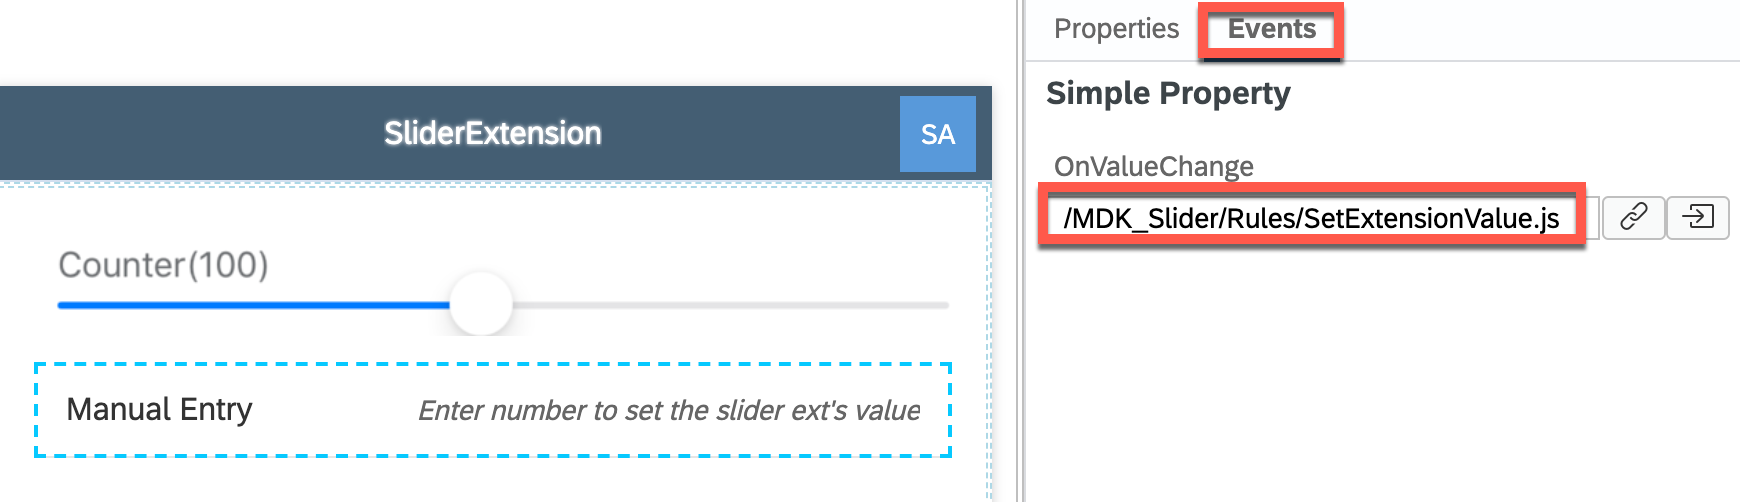 SliderExtension
SA
Counter(100)
Manual Entry
Enter number to set the slider ext's value
Properties
Events
Simple Property
OnValueChange
/MDK_Slider/Rules/SetExtensionValue.js